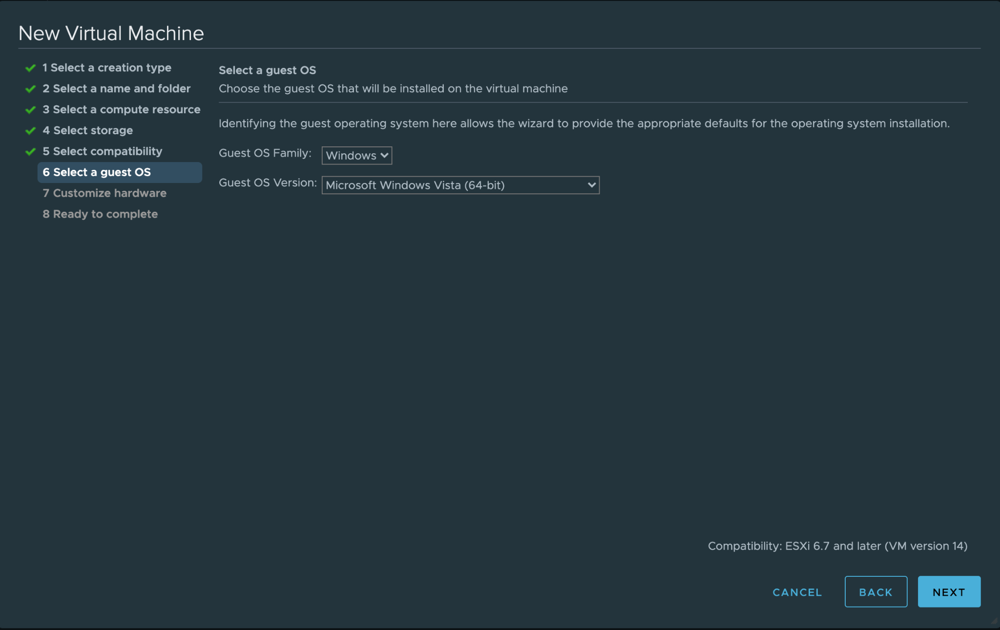 New Virtual Machine
1 Select a creation type
2 Select a name and folder
3 Select a compute resource
4 Select storage
5 Select compatibility
6 Select a guest OS
7 Customize hardware
8 Ready to complete
Select a guest OS
Choose the guest OS that will be installed on the virtual machine
Identifying the guest operating system here allows the wizard to provide the appropriate defaults for the operating system installation.
Guest OS Family: Windows
Guest OS Version: Microsoft Windows Vista (64-bit)
Compatibility: ESXi 6.7 and later (VM version 14)
CANCEL BACK NEXT